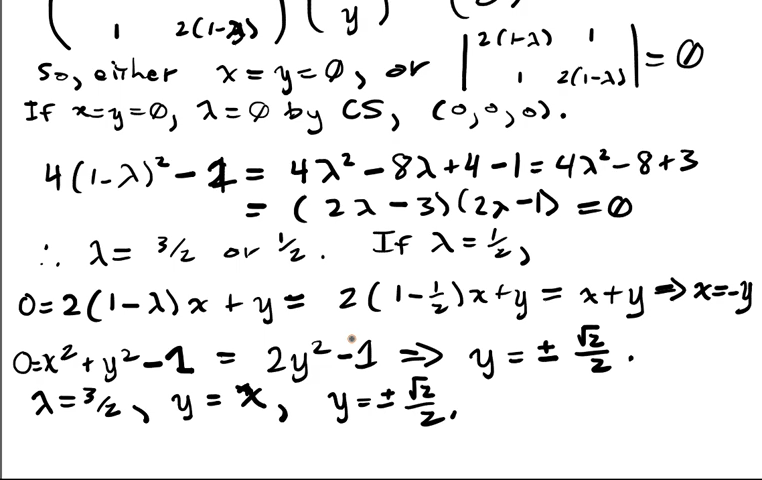 1 2(1-λ) y
So, either x = y = 0, or | 2(1-λ) 1
1 2(1-λ) | = 0
If x=y=0, λ=0 by CS, (0,0,0).
4(1-λ)² - 1 = 4λ² - 8λ + 4 - 1 = 4λ² - 8 + 3
= (2λ - 3)(2λ - 1) = 0
∴ λ = 3/2 or 1/2. If λ = 1/2,
0 = 2(1-λ)x + y = 2(1-1/2)x + y = x + y ⇒ x = -y
0 = x² + y² - 1 = 2y² - 1 ⇒ y = ± √2/2.
λ = 3/2, y = x, y = ± √2/2.